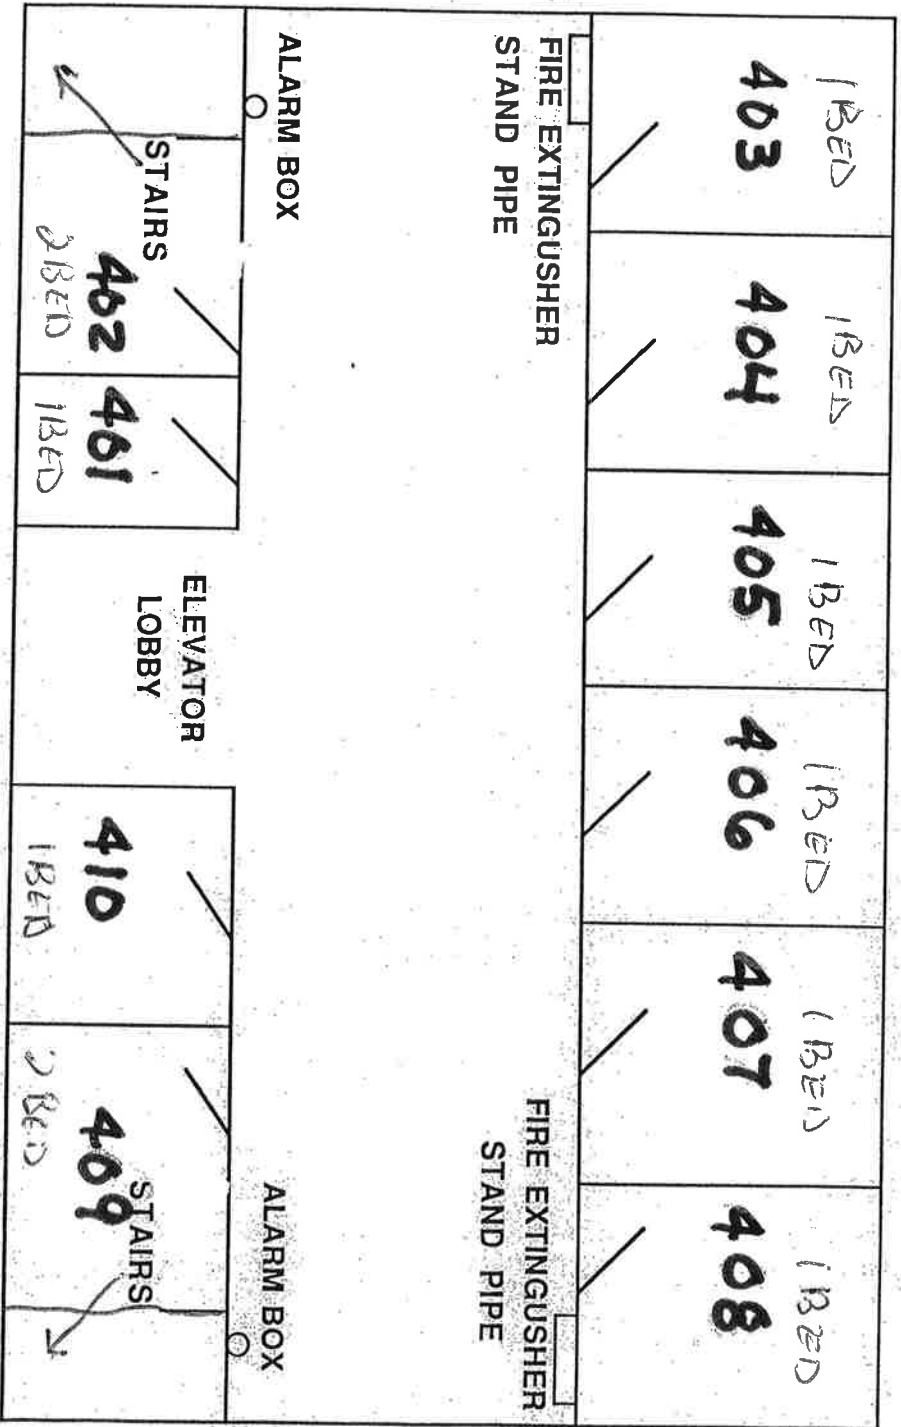 1 BED
1 BED
1 BED
1 BED
1 BED
1 BED
403
404
405
406
407
408
FIRE EXTINGUSHER
STAND PIPE
FIRE EXTINGUSHER
STAND PIPE
ALARM BOX
ALARM BOX
STAIRS
402
2 BED
401
1 BED
ELEVATOR
LOBBY
410
1 BED
409
2 BED
STAIRS